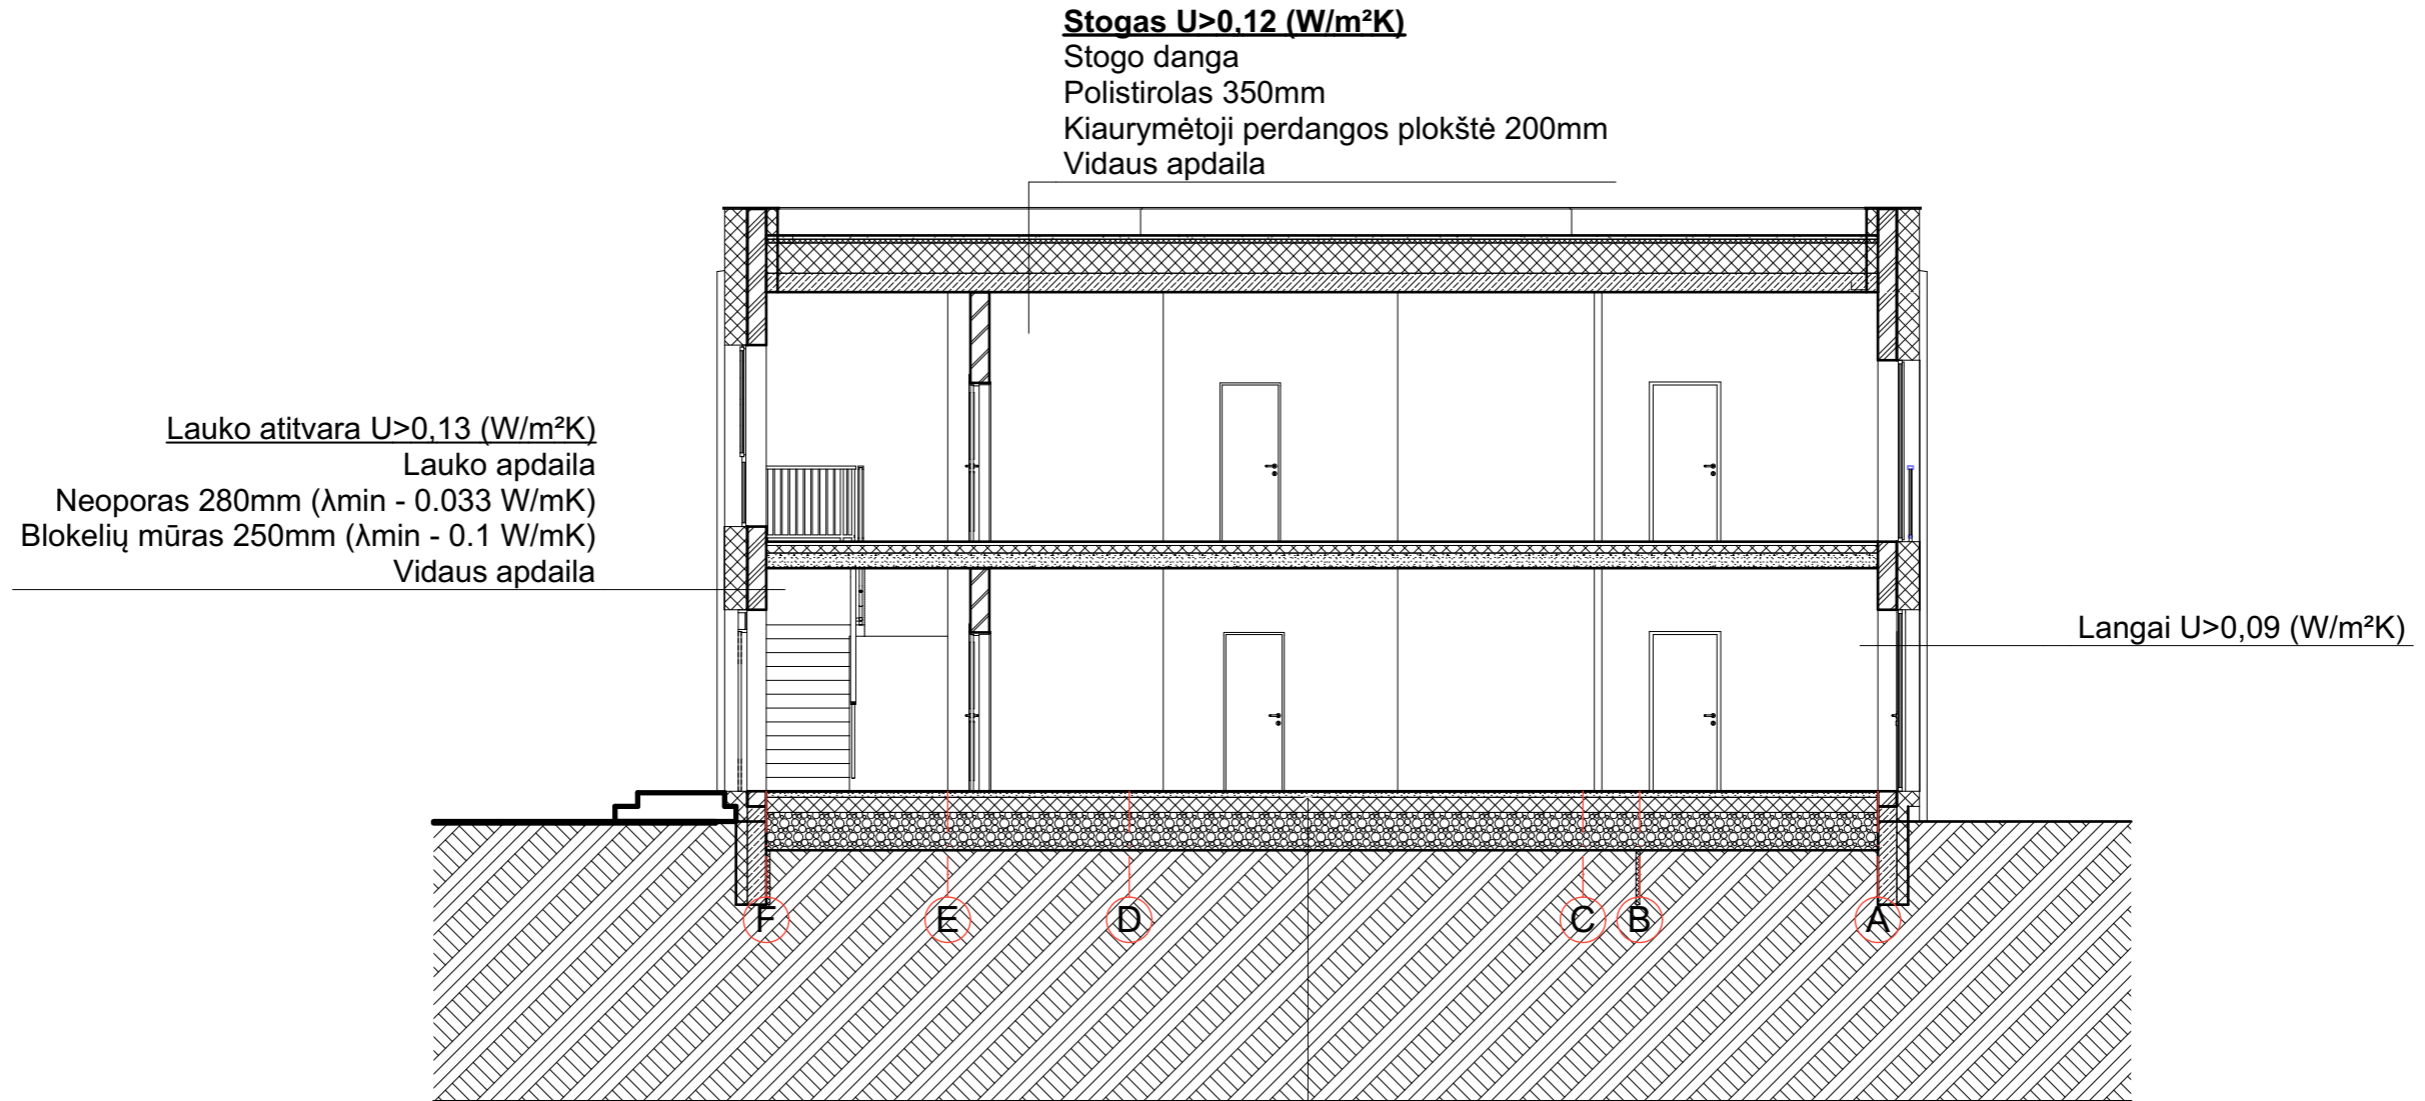 Stogas U>0,12 (W/m²K)
Stogo danga
Polistirolas 350mm
Kiaurymėtoji perdangos plokštė 200mm
Vidaus apdaila
Lauko atitvara U>0,13 (W/m²K)
Lauko apdaila
Neoporas 280mm (λmin - 0.033 W/mK)
Blokelių mūras 250mm (λmin - 0.1 W/mK)
Vidaus apdaila
Langai U>0,09 (W/m²K)
F E D C B A